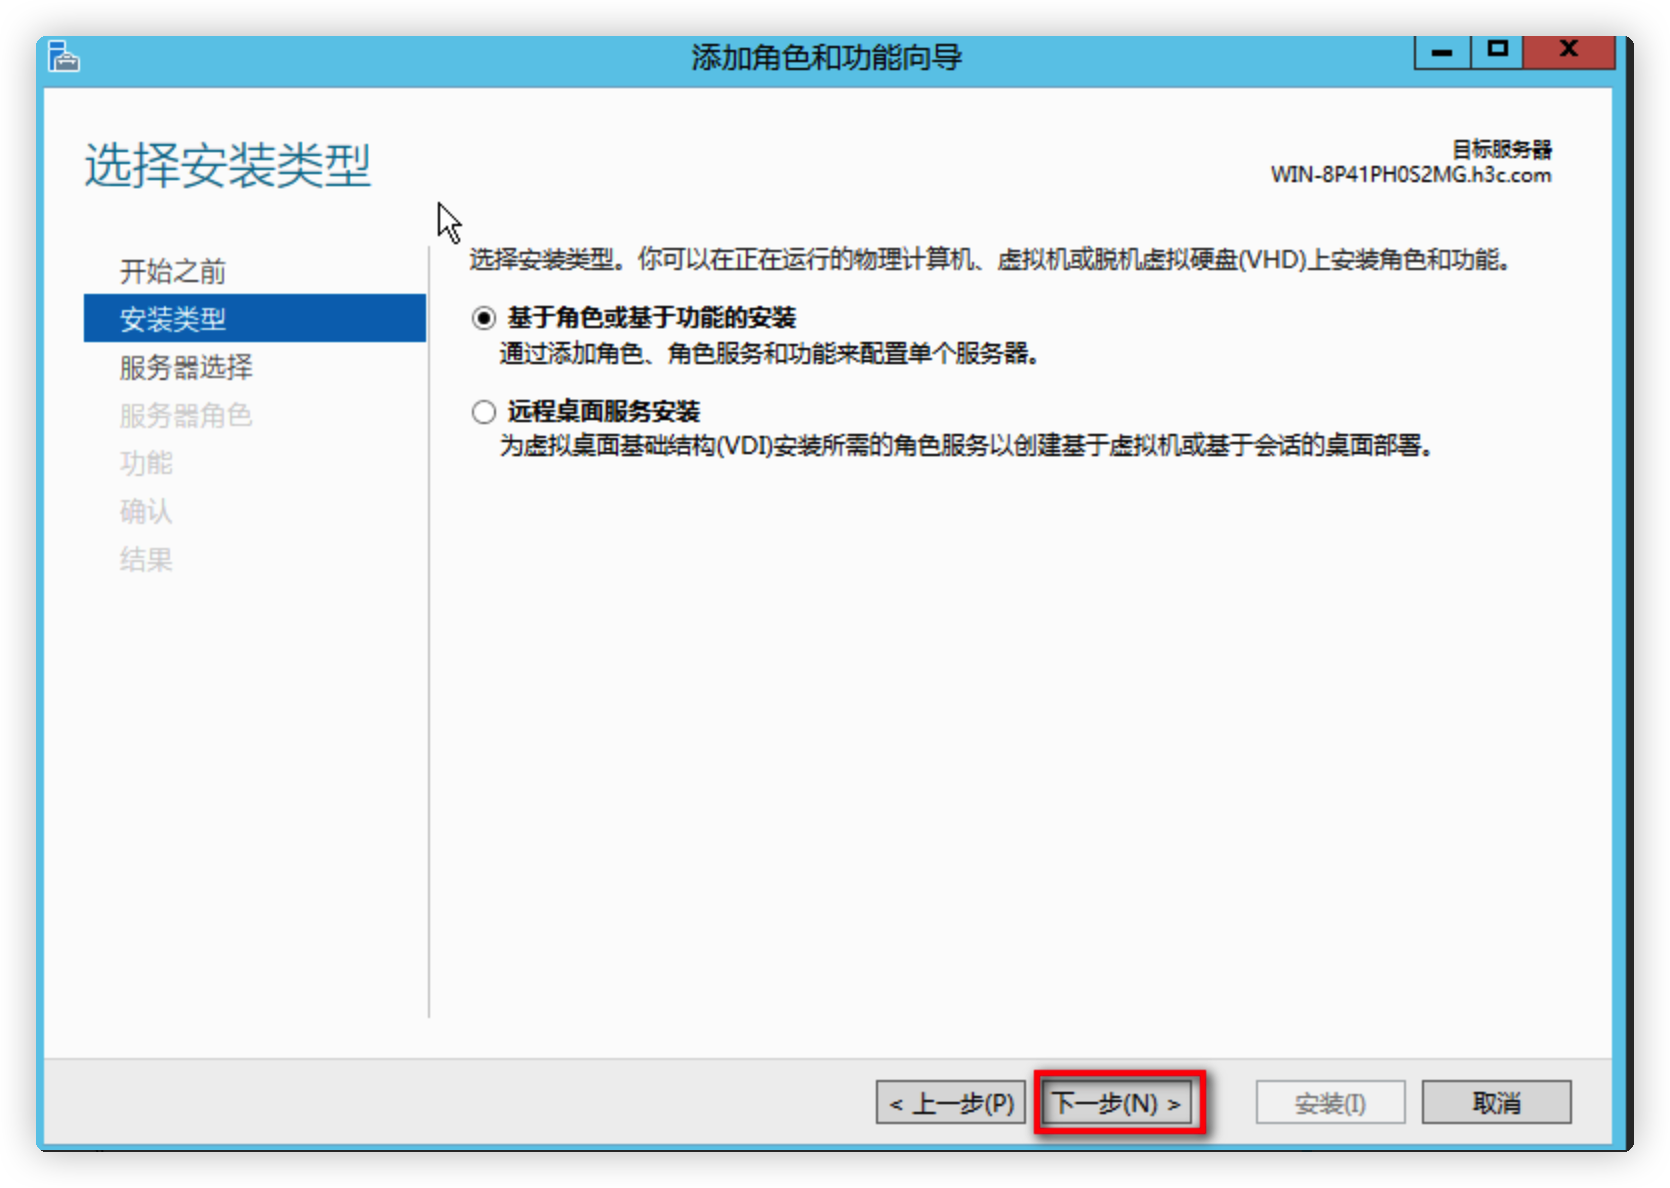 添加角色和功能向导
选择安装类型
目标服务器
WIN-8P41PH0S2MG.h3c.com
开始之前
安装类型
服务器选择
服务器角色
功能
确认
结果
选择安装类型。你可以在正在运行的物理计算机、虚拟机或脱机虚拟硬盘(VHD)上安装角色和功能。
基于角色或基于功能的安装
通过添加角色、角色服务和功能来配置单个服务器。
远程桌面服务安装
为虚拟桌面基础结构(VDI)安装所需的角色服务以创建基于虚拟机或基于会话的桌面部署。
< 上一步(P)
下一步(N) >
安装(I)
取消